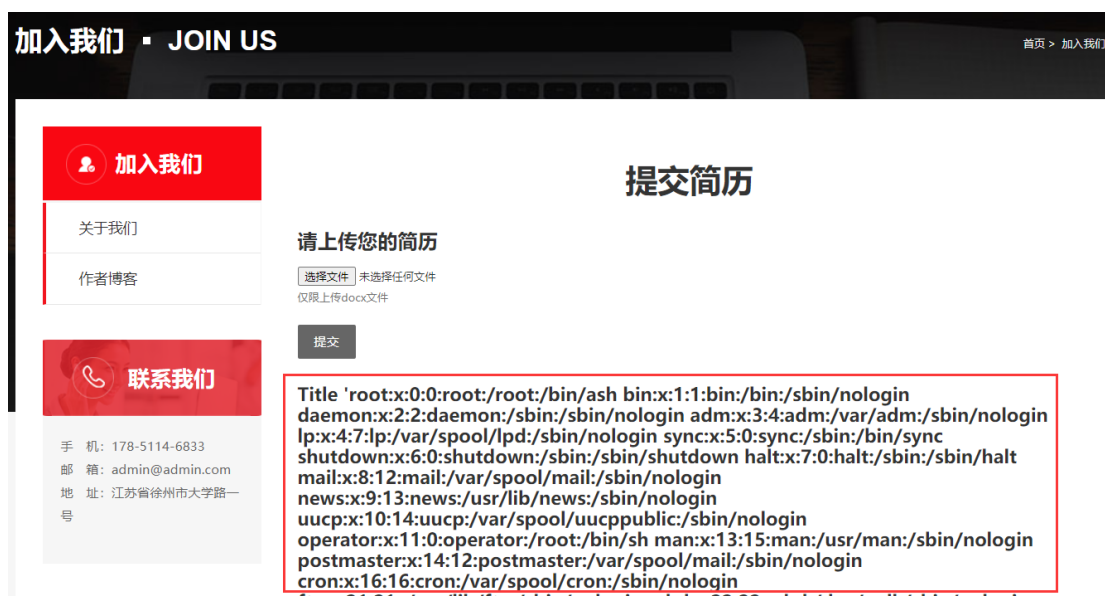 加入我们 ▪ JOIN US
首页 > 加入我们
加入我们
关于我们
作者博客
联系我们
手 机：178-5114-6833
邮 箱：admin@admin.com
地 址：江苏省徐州市大学路一
号
提交简历
请上传您的简历
选择文件 未选择任何文件
仅限上传docx文件
提交
Title 'root:x:0:0:root:/root:/bin/ash bin:x:1:1:bin:/bin:/sbin/nologin
daemon:x:2:2:daemon:/sbin:/sbin/nologin adm:x:3:4:adm:/var/adm:/sbin/nologin
lp:x:4:7:lp:/var/spool/lpd:/sbin/nologin sync:x:5:0:sync:/sbin:/bin/sync
shutdown:x:6:0:shutdown:/sbin:/sbin/shutdown halt:x:7:0:halt:/sbin:/sbin/halt
mail:x:8:12:mail:/var/spool/mail:/sbin/nologin
news:x:9:13:news:/usr/lib/news:/sbin/nologin
uucp:x:10:14:uucp:/var/spool/uucppublic:/sbin/nologin
operator:x:11:0:operator:/root:/bin/sh man:x:13:15:man:/usr/man:/sbin/nologin
postmaster:x:14:12:postmaster:/var/spool/mail:/sbin/nologin
cron:x:16:16:cron:/var/spool/cron:/sbin/nologin